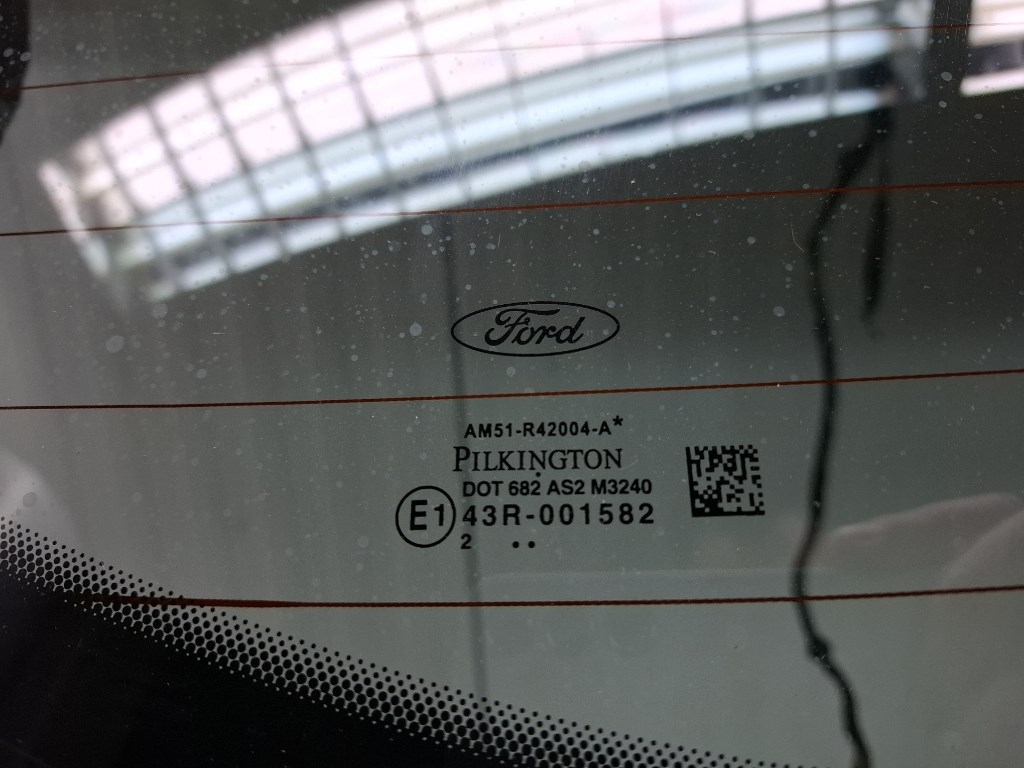 Ford
AM51-R42004-A*
PILKINGTON
DOT 682 AS2 M3240
E1 43R-001582
2 ..